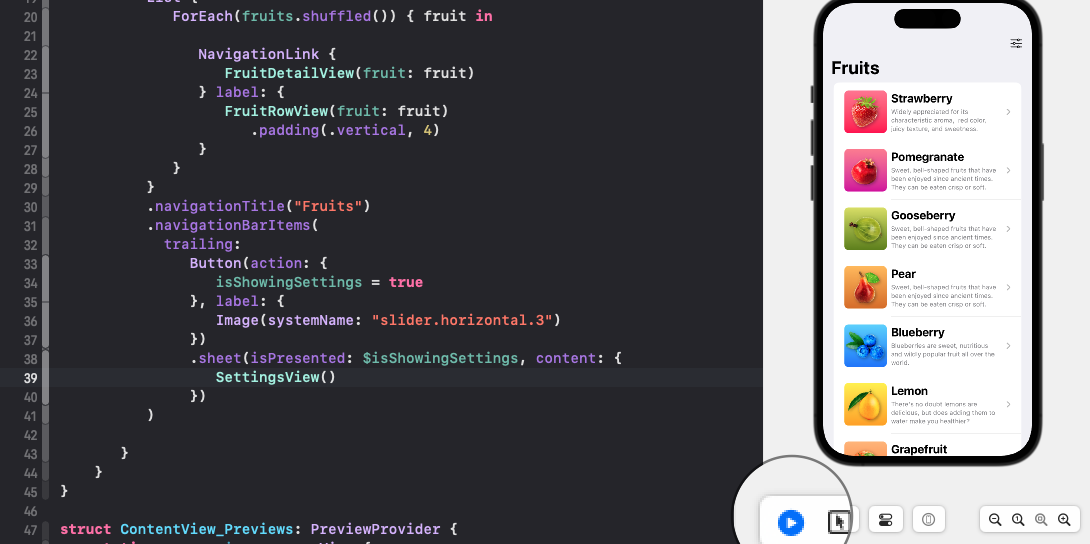 20 ForEach(fruits.shuffled()) { fruit in
21
22 NavigationLink {
23 FruitDetailView(fruit: fruit)
24 } label: {
25 FruitRowView(fruit: fruit)
26 .padding(.vertical, 4)
27 }
28 }
29 }
30 .navigationTitle("Fruits")
31 .navigationBarItems(
32 trailing:
33 Button(action: {
34 isShowingSettings = true
35 }, label: {
36 Image(systemName: "slider.horizontal.3")
37 })
38 .sheet(isPresented: $isShowingSettings, content: {
39 SettingsView()
40 })
41 )
42
43 }
44 }
45 }
46
47 struct ContentView_Previews: PreviewProvider {
Fruits
Strawberry
Widely appreciated for its
characteristic aroma, red color,
juicy texture, and sweetness.
Pomegranate
Sweet, bell-shaped fruits that have
been enjoyed since ancient times.
They can be eaten crisp or soft.
Gooseberry
Sweet, bell-shaped fruits that have
been enjoyed since ancient times.
They can be eaten crisp or soft.
Pear
Sweet, bell-shaped fruits that have
been enjoyed since ancient times.
They can be eaten crisp or soft.
Blueberry
Blueberries are sweet, nutritious
and wildly popular fruit all over the
world.
Lemon
There's no doubt lemons are
delicious, but does adding them to
water make you healthier?
Grapefruit